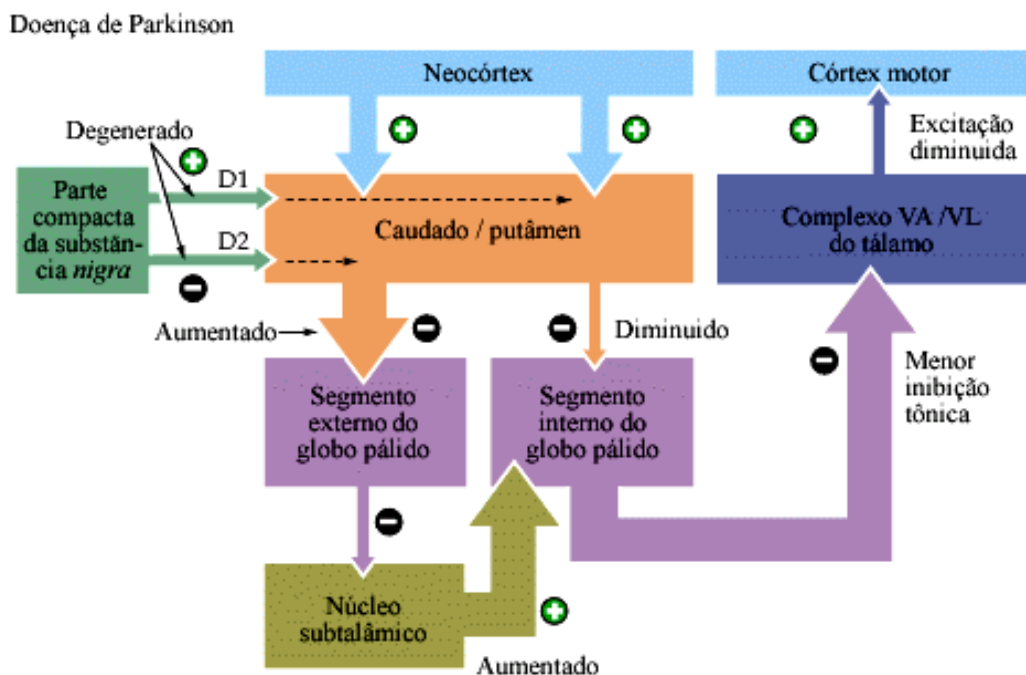 Doença de Parkinson
Neocórtex
Córtex motor
Degenerado
Excitação
diminuida
D1
Parte
compacta
da substân-
cia nigra
D2
Caudado / putâmen
Complexo VA /VL
do tálamo
Aumentado
Diminuido
Menor
inibição
tônica
Segmento
externo do
globo pálido
Segmento
interno do
globo pálido
Núcleo
subtalâmico
Aumentado